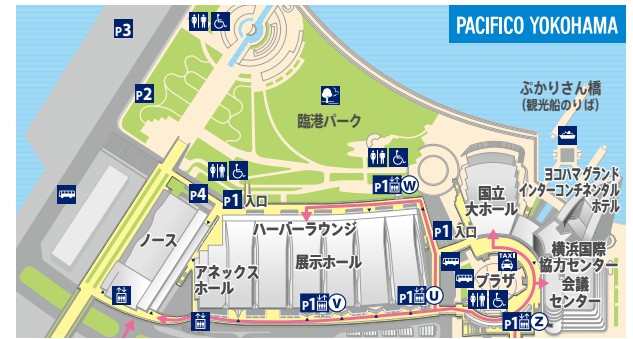 PACIFICO YOKOHAMA
P3
P2
臨港パーク
ぷかりさん橋
(観光船のりば)
P4
P1 入口
P1 W
国立
大ホール
ヨコハマ グランド
インターコンチネンタル
ホテル
ノース
ハーバーラウンジ
P1 入口
アネックス
ホール
展示ホール
TAXI
プラザ
横浜国際
協力センター
会議
センター
P1 V
P1 U
P1 Z